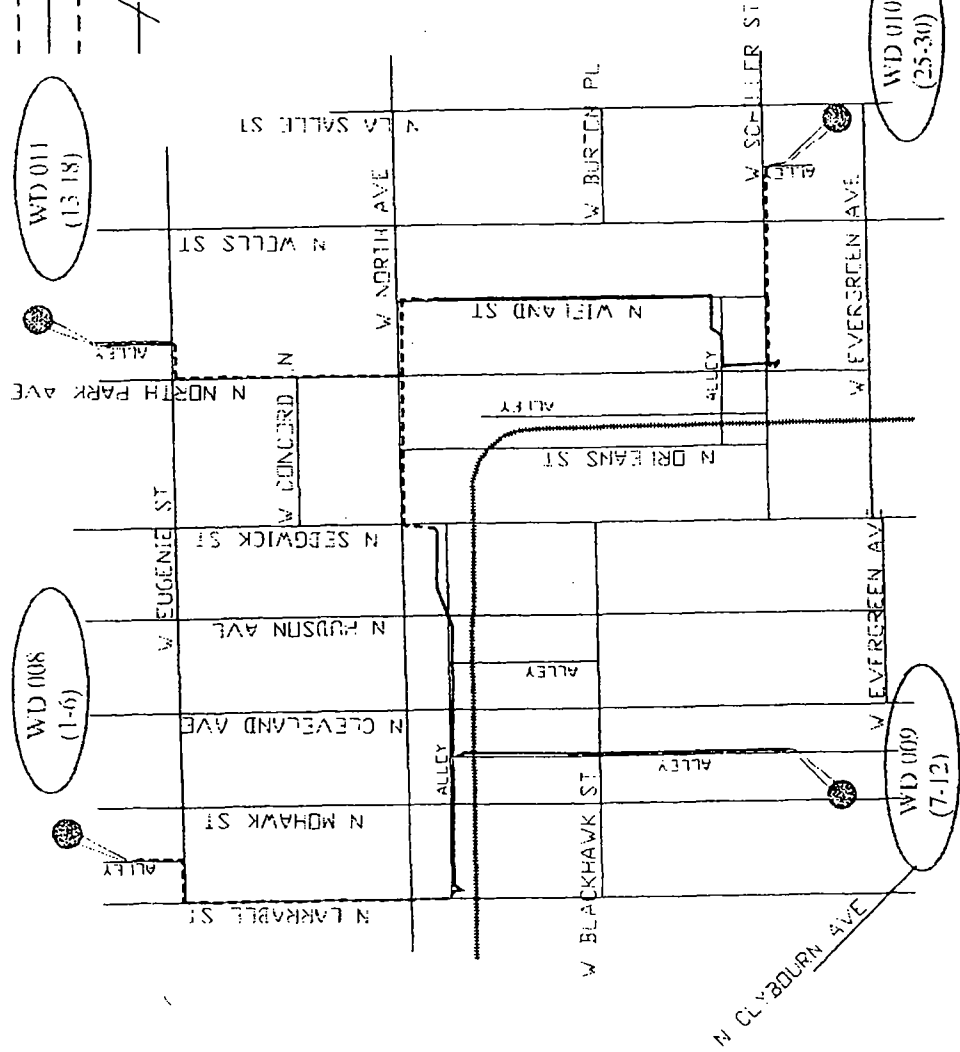 WD 011
(13-18)
WD 010
(25-30)
WD 008
(1-6)
WD 009
(7-12)
N LA SALLE ST
N WELLS ST
N WIELAND ST
N NORTH PARK AVE
N ORLEANS ST
N SEDGWICK ST
N HUDSON AVE
N CLEVELAND AVE
N MOHAWK ST
N LARRABEE ST
N CLYBOURN AVE
W EUGENIE ST
W CONCORD LN
W NORTH AVE
W BURTON PL
W SCHILLER ST
W EVERGREEN AVE
W EVERGREEN AVE
W BLACKHAWK ST
ALLEY
ALLEY
ALLEY
ALLEY
ALLEY
ALLEY
ALLEY
ALLEY